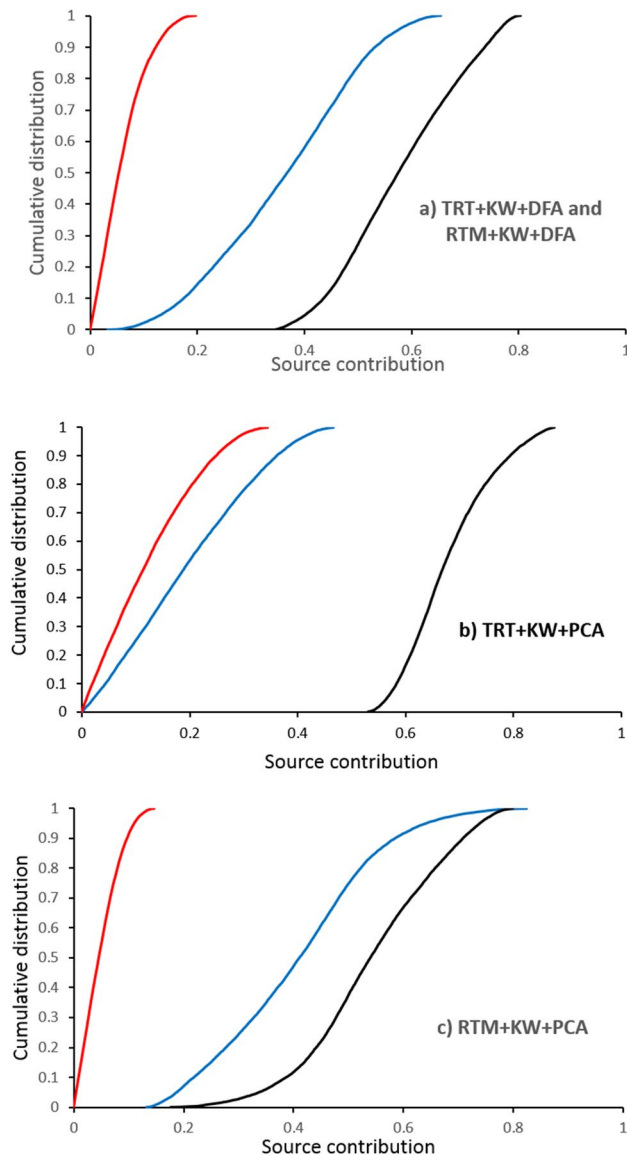 1
0.9
0.8
0.7
0.6
0.5
0.4
0.3
0.2
0.1
0
Cumulative distribution
a) TRT+KW+DFA and
RTM+KW+DFA
0 0.2 0.4 0.6 0.8 1
Source contribution
1
0.9
0.8
0.7
0.6
0.5
0.4
0.3
0.2
0.1
0
Cumulative distribution
b) TRT+KW+PCA
0 0.2 0.4 0.6 0.8 1
Source contribution
1
0.9
0.8
0.7
0.6
0.5
0.4
0.3
0.2
0.1
0
Cumulative distribution
c) RTM+KW+PCA
0 0.2 0.4 0.6 0.8 1
Source contribution